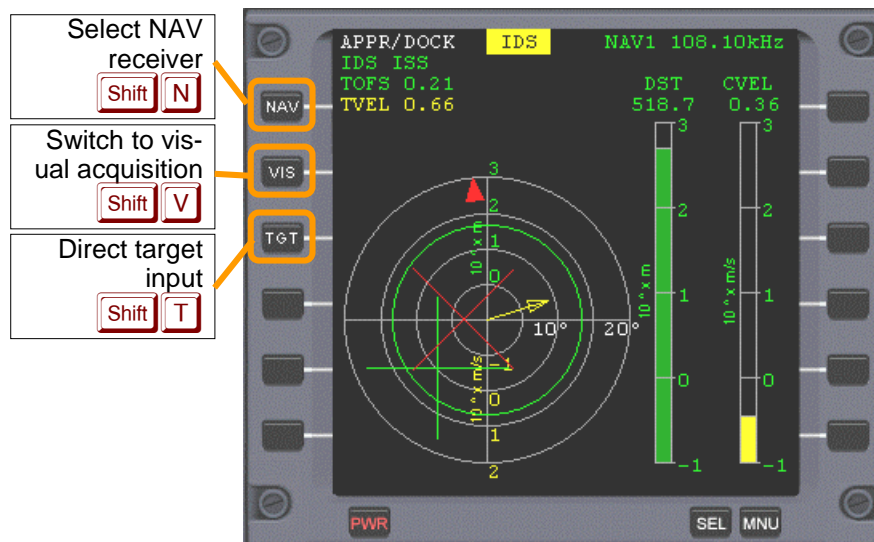 Select NAV
receiver
Shift N
Switch to vis-
ual acquisition
Shift V
Direct target
input
Shift T
NAV
VIS
TGT
APPR/DOCK IDS NAV1 108.10kHz
IDS ISS
TOFS 0.21 DST CVEL
TVEL 0.66 518.7 0.36
3
2
1
0
10^x m
10° 20°
10^x m/s
-1
0
1
2
3
2
1
0
-1
10^x m
3
2
1
0
-1
10^x m/s
PWR SEL MNU